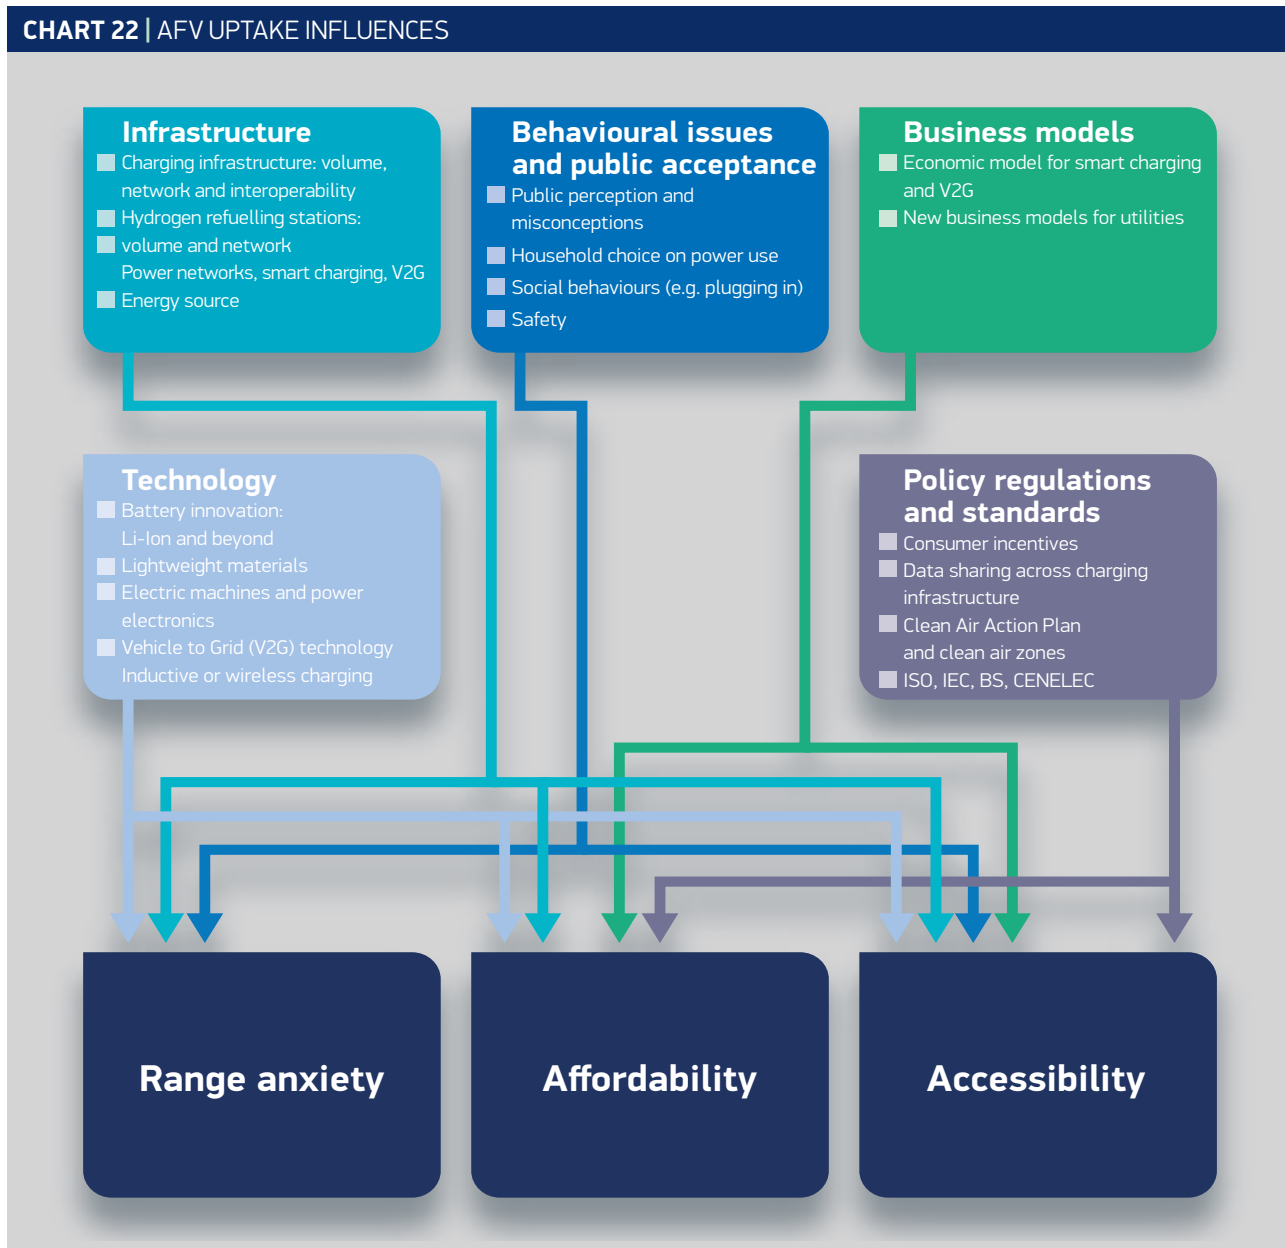 CHART 22 | AFV UPTAKE INFLUENCES
Infrastructure
Charging infrastructure: volume,
network and interoperability
Hydrogen refuelling stations:
volume and network
Power networks, smart charging, V2G
Energy source
Behavioural issues
and public acceptance
Public perception and
misconceptions
Household choice on power use
Social behaviours (e.g. plugging in)
Safety
Business models
Economic model for smart charging
and V2G
New business models for utilities
Technology
Battery innovation:
Li-Ion and beyond
Lightweight materials
Electric machines and power
electronics
Vehicle to Grid (V2G) technology
Inductive or wireless charging
Policy regulations
and standards
Consumer incentives
Data sharing across charging
infrastructure
Clean Air Action Plan
and clean air zones
ISO, IEC, BS, CENELEC
Range anxiety
Affordability
Accessibility